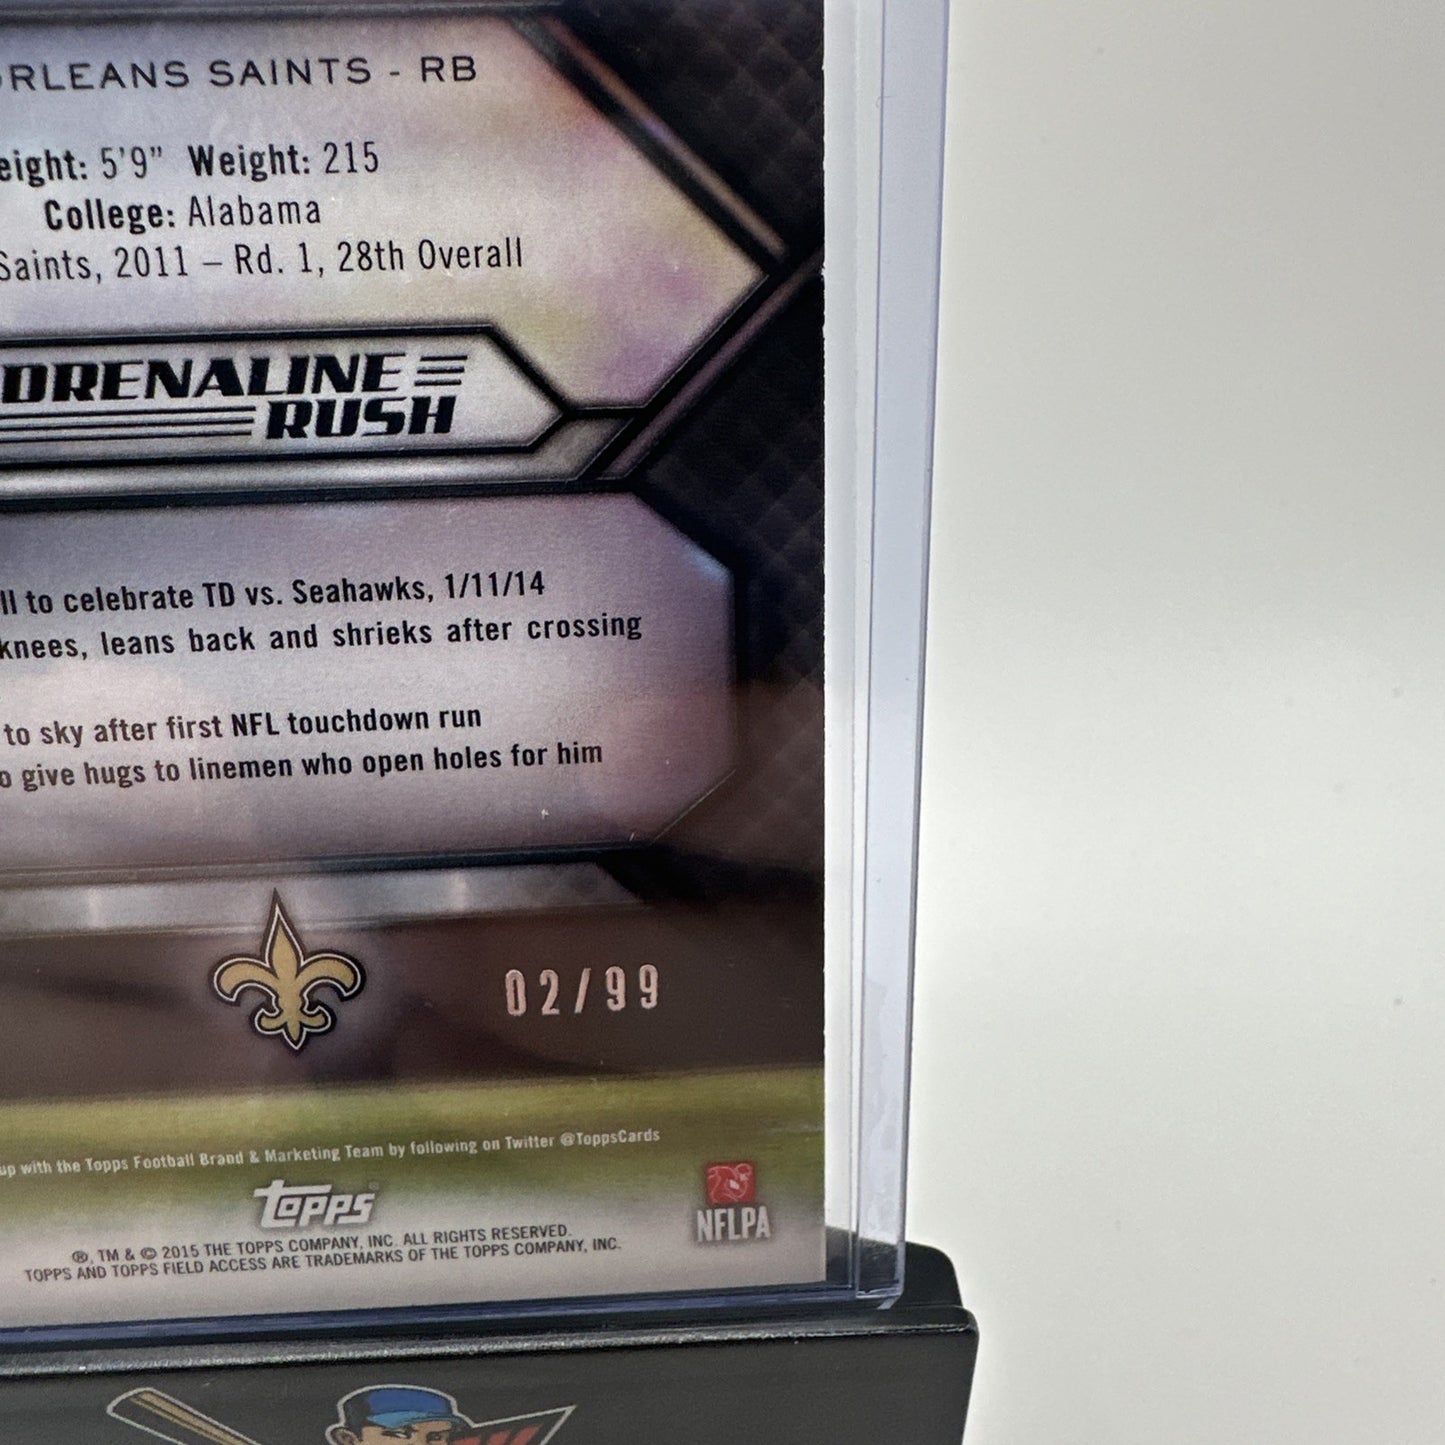 ORLEANS SAINTS - RB
eight: 5'9" Weight: 215
College: Alabama
Saints, 2011 – Rd. 1, 28th Overall
DRENALINE
RUSH
ll to celebrate TD vs. Seahawks, 1/11/14
knees, leans back and shrieks after crossing
to sky after first NFL touchdown run
o give hugs to linemen who open holes for him
02/99
up with the Topps Football Brand & Marketing Team by following on Twitter @ToppsCards
topps
NFLPA
®, TM & © 2015 THE TOPPS COMPANY, INC. ALL RIGHTS RESERVED.
TOPPS AND TOPPS FIELD ACCESS ARE TRADEMARKS OF THE TOPPS COMPANY, INC.